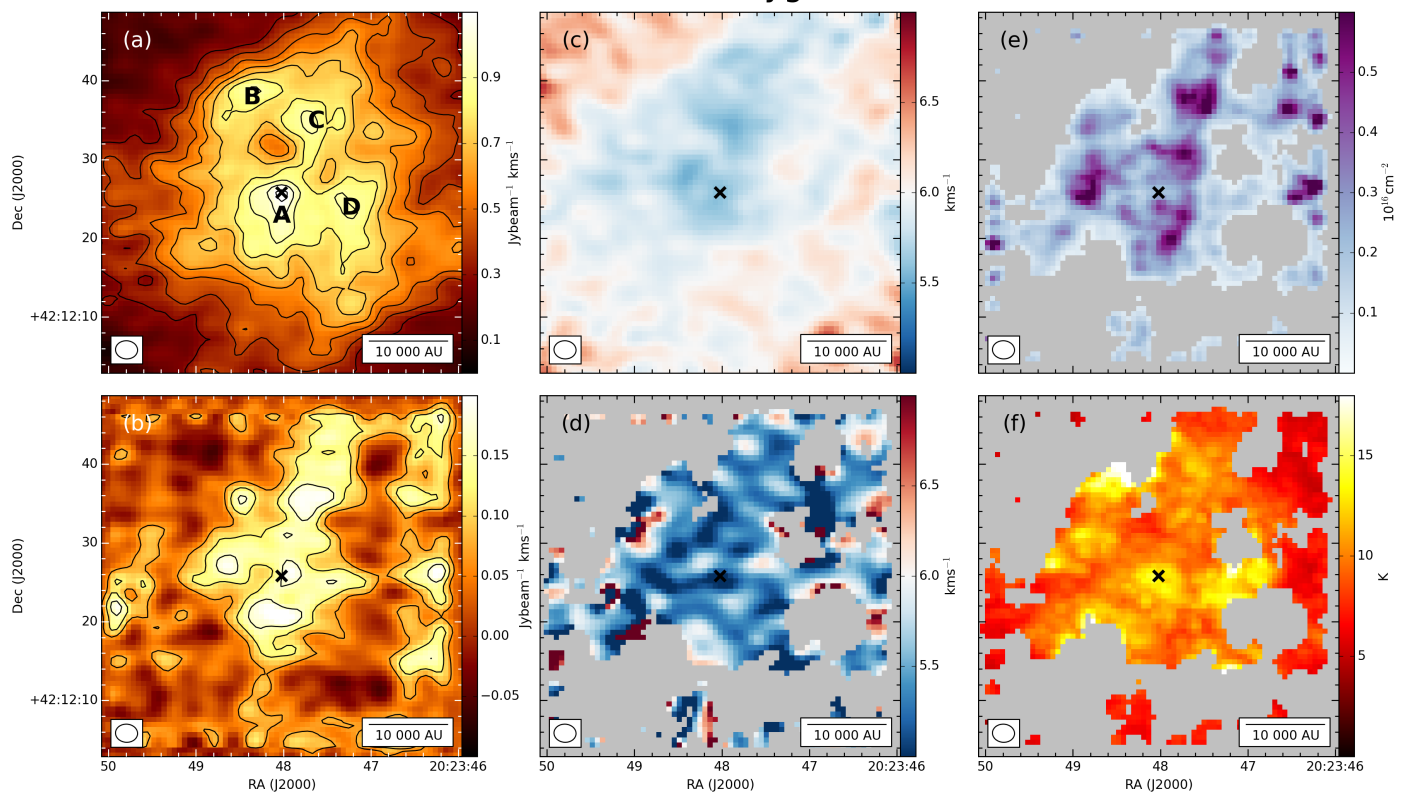 (a)
B
C
A
D
40
30
20
+42:12:10
Dec (J2000)
10 000 AU
0.9
0.7
0.5
0.3
0.1
Jybeam⁻¹ kms⁻¹
(c)
10 000 AU
6.5
6.0
5.5
kms⁻¹
(e)
10 000 AU
0.5
0.4
0.3
0.2
0.1
10¹⁶ cm⁻²
(b)
40
30
20
+42:12:10
Dec (J2000)
10 000 AU
50 49 48 47 20:23:46
RA (J2000)
0.15
0.10
0.05
0.00
−0.05
Jybeam⁻¹ kms⁻¹
(d)
10 000 AU
50 49 48 47 20:23:46
RA (J2000)
6.5
6.0
5.5
kms⁻¹
(f)
10 000 AU
50 49 48 47 20:23:46
RA (J2000)
15
10
5
K